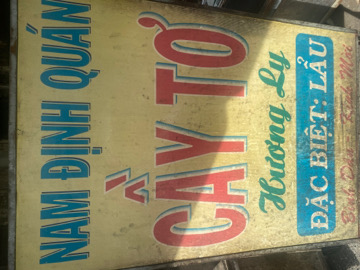 NAM ĐỊNH QUÁN
CẦY TƠ
Hương Ly
ĐẶC BIỆT: LẨU